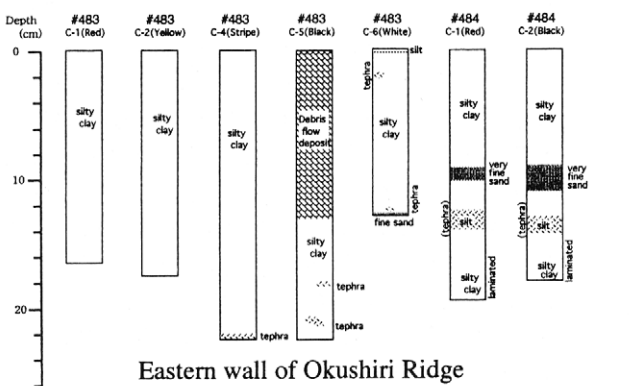 Depth
(cm)
#483
C-1(Red)
#483
C-2(Yellow)
#483
C-4(Stripe)
#483
C-5(Black)
#483
C-6(White)
#484
C-1(Red)
#484
C-2(Black)
0
10
20
silty
clay
silty
clay
silty
clay
tephra
Debris
flow
deposit
silty
clay
tephra
tephra
silt
tephra
silty
clay
tephra
fine sand
silty
clay
very
fine
sand
(tephra)
silt
silty
clay
laminated
silty
clay
very
fine
sand
(tephra)
silt
silty
clay
laminated
Eastern wall of Okushiri Ridge